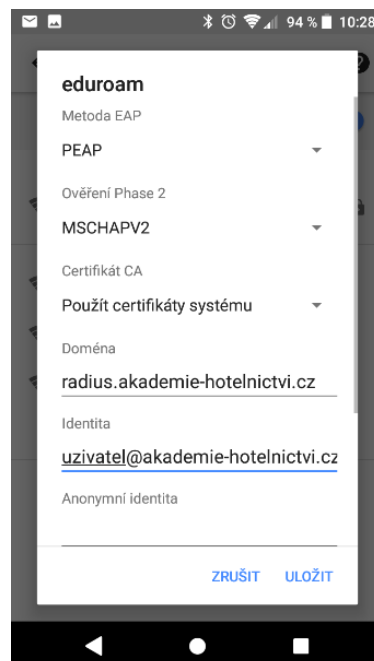 94 % 10:28
eduroam
Metoda EAP
PEAP
Ověření Phase 2
MSCHAPV2
Certifikát CA
Použít certifikáty systému
Doména
radius.akademie-hotelnictvi.cz
Identita
uzivatel@akademie-hotelnictvi.cz
Anonymní identita
ZRUŠIT ULOŽIT